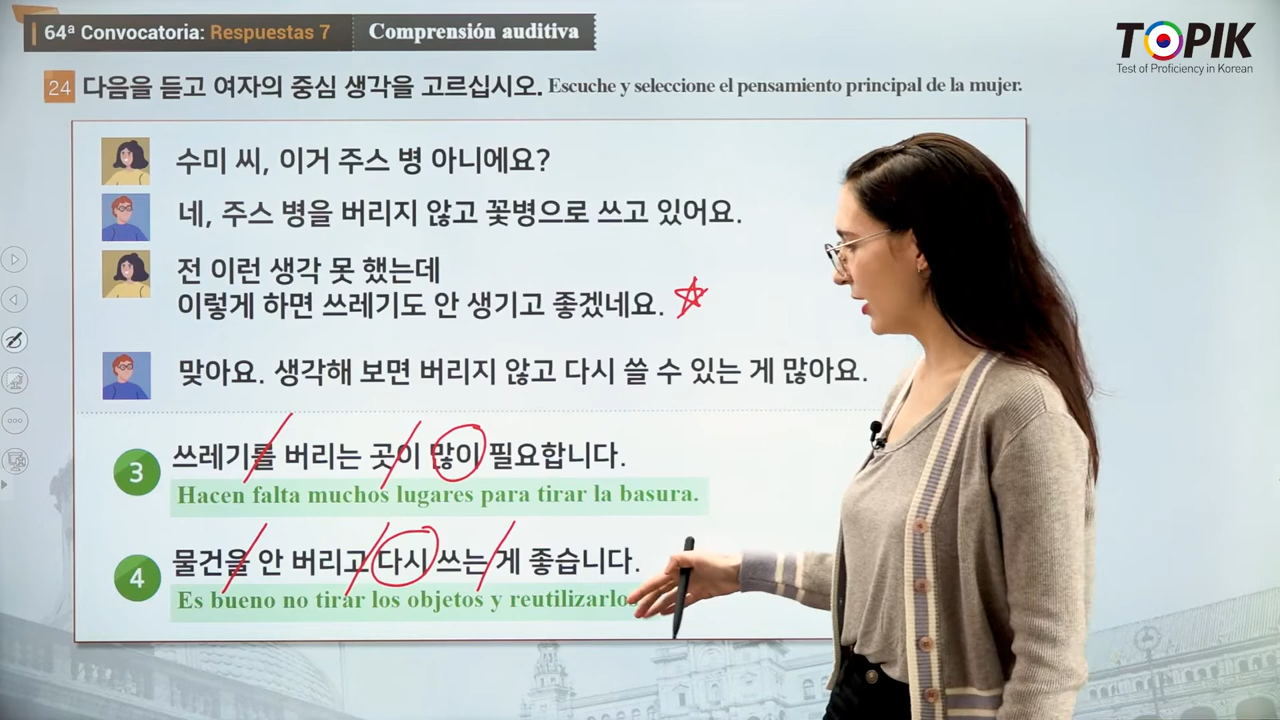 64ª Convocatoria: Respuestas 7
Comprensión auditiva
TOPIK
Test of Proficiency in Korean
24 다음을 듣고 여자의 중심 생각을 고르십시오. Escuche y seleccione el pensamiento principal de la mujer.
수미 씨, 이거 주스 병 아니에요?
네, 주스 병을 버리지 않고 꽃병으로 쓰고 있어요.
전 이런 생각 못 했는데
이렇게 하면 쓰레기도 안 생기고 좋겠네요.
맞아요. 생각해 보면 버리지 않고 다시 쓸 수 있는 게 많아요.
3 쓰레기를 버리는 곳이 많이 필요합니다.
Hacen falta muchos lugares para tirar la basura.
4 물건을 안 버리고 다시 쓰는 게 좋습니다.
Es bueno no tirar los objetos y reutilizarlos